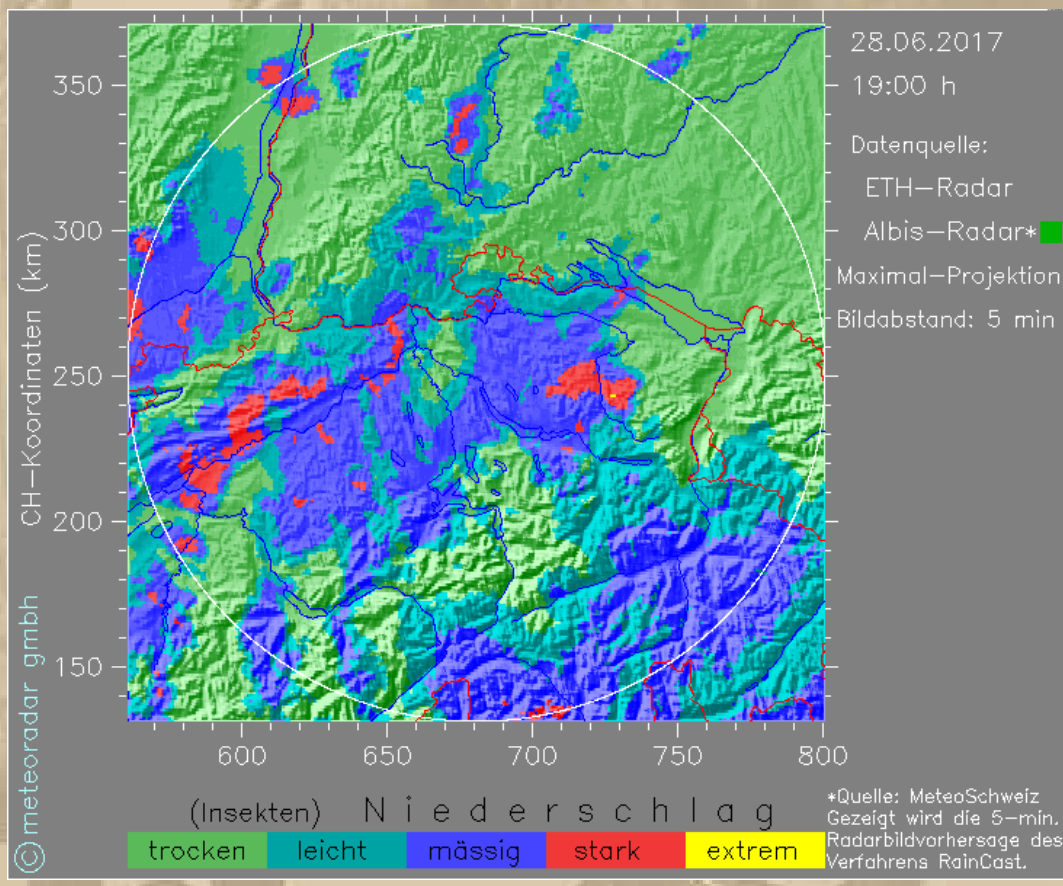 28.06.2017
19:00 h
Datenquelle:
ETH-Radar
Albis-Radar*
Maximal-Projektion
Bildabstand: 5 min
CH-Koordinaten (km)
350
300
250
200
150
600
650
700
750
800
© meteoradar gmbh
(Insekten) Niederschlag
trocken leicht mässig stark extrem
*Quelle: MeteoSchweiz
Gezeigt wird die 5-min.
Radarbildvorhersage des
Verfahrens RainCast.